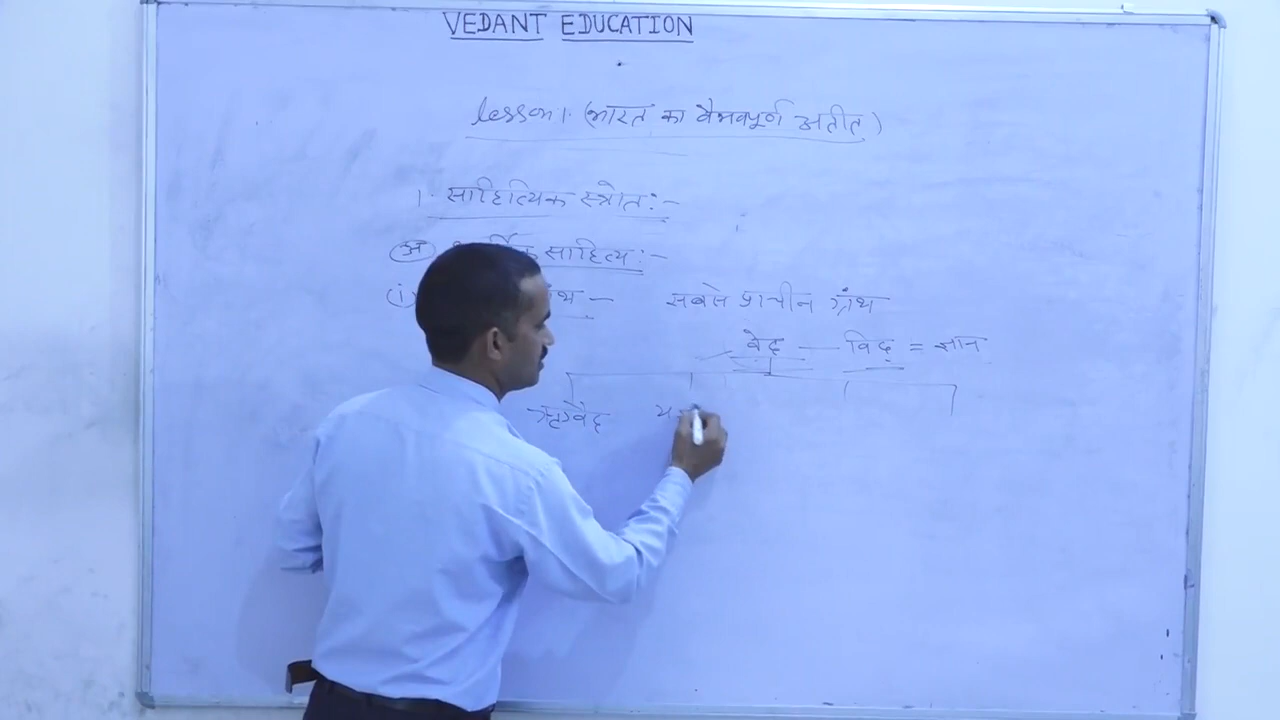 VEDANT EDUCATION
lesson 1. (भारत का वैभवपूर्ण अतीत)
1. साहित्यिक स्त्रोत :-
(अ) साहित्य :-
(i) — सबसे प्राचीन ग्रंथ
वेद — विद् = ज्ञान
ऋग्वेद य